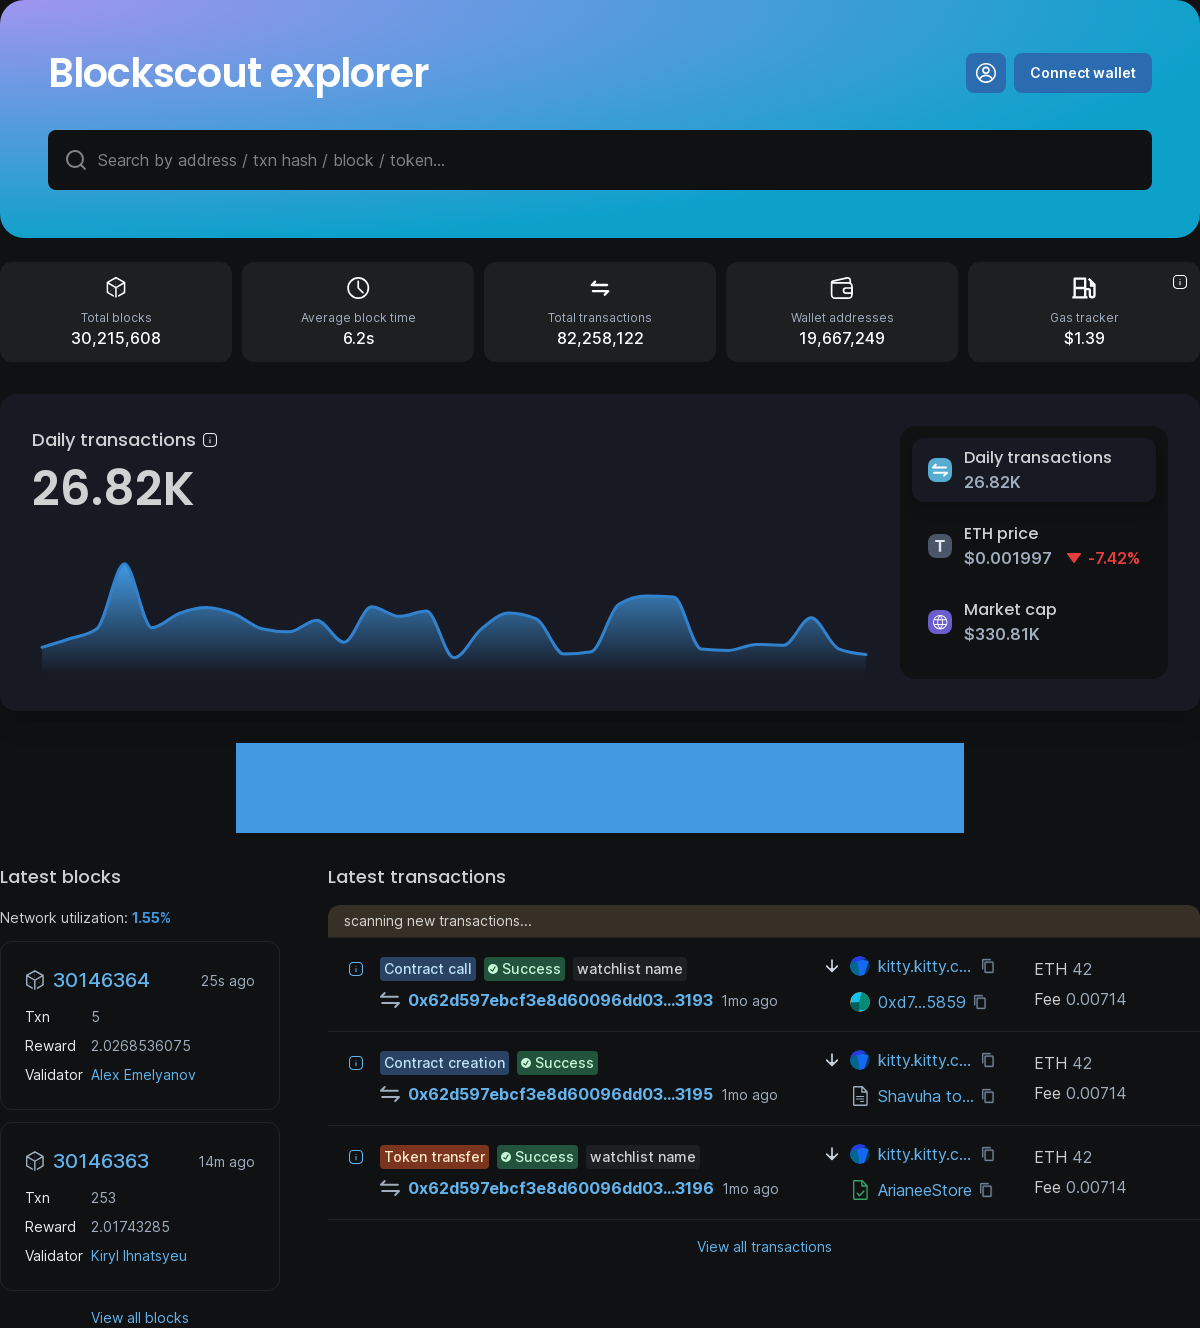 Blockscout explorer
Connect wallet
Search by address / txn hash / block / token...
Total blocks
30,215,608
Average block time
6.2s
Total transactions
82,258,122
Wallet addresses
19,667,249
Gas tracker
$1.39
Daily transactions
26.82K
Daily transactions
26.82K
T
ETH price
$0.001997 -7.42%
Market cap
$330.81K
Latest blocks
Network utilization: 1.55%
30146364 25s ago
Txn 5
Reward 2.0268536075
Validator Alex Emelyanov
30146363 14m ago
Txn 253
Reward 2.01743285
Validator Kiryl Ihnatsyeu
View all blocks
Latest transactions
scanning new transactions...
Contract call Success watchlist name
0x62d597ebcf3e8d60096dd03...3193 1mo ago
kitty.kitty.c...
0xd7...5859
ETH 42
Fee 0.00714
Contract creation Success
0x62d597ebcf3e8d60096dd03...3195 1mo ago
kitty.kitty.c...
Shavuha to...
ETH 42
Fee 0.00714
Token transfer Success watchlist name
0x62d597ebcf3e8d60096dd03...3196 1mo ago
kitty.kitty.c...
ArianeeStore
ETH 42
Fee 0.00714
View all transactions